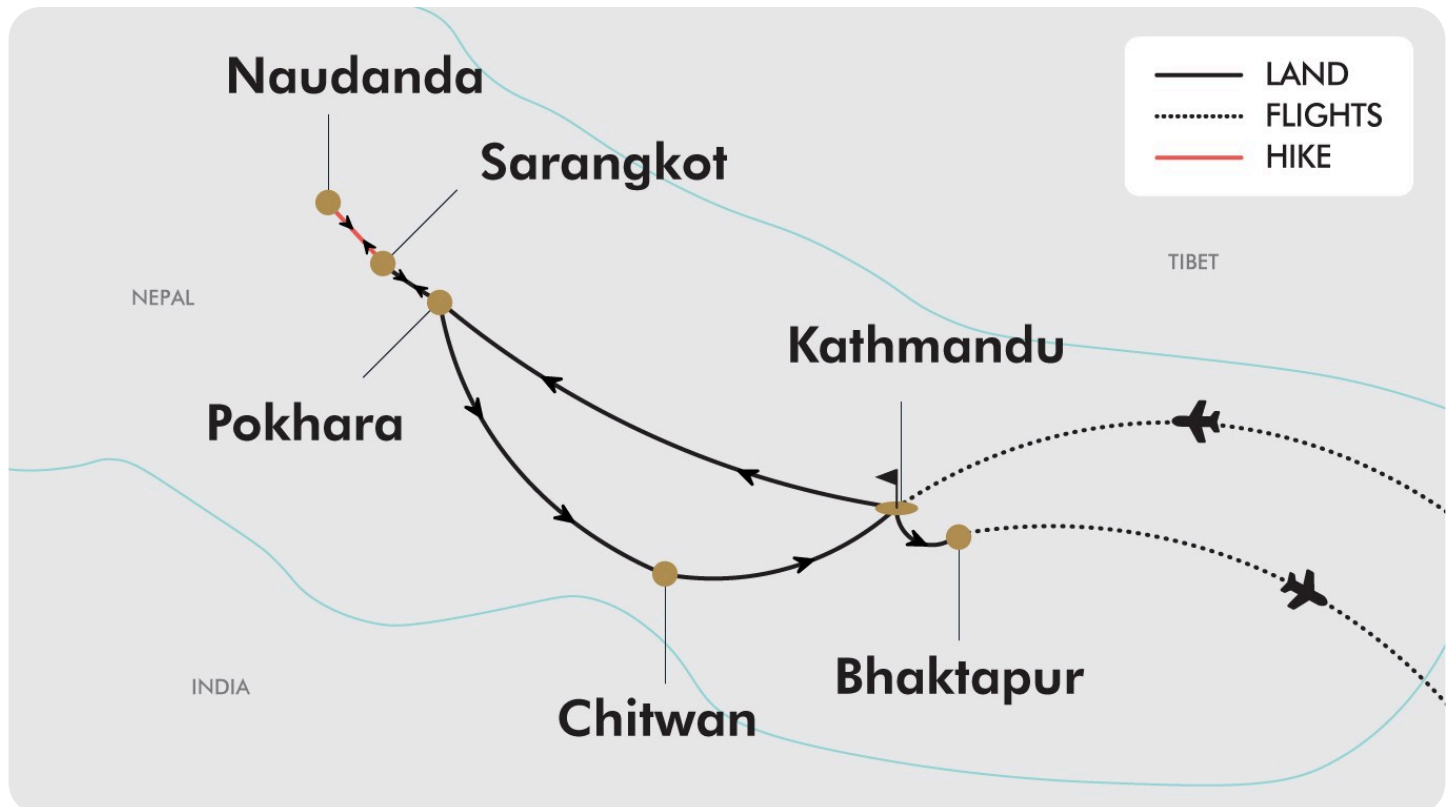 Naudanda
Sarangkot
LAND
FLIGHTS
HIKE
TIBET
NEPAL
Kathmandu
Pokhara
Bhaktapur
INDIA
Chitwan